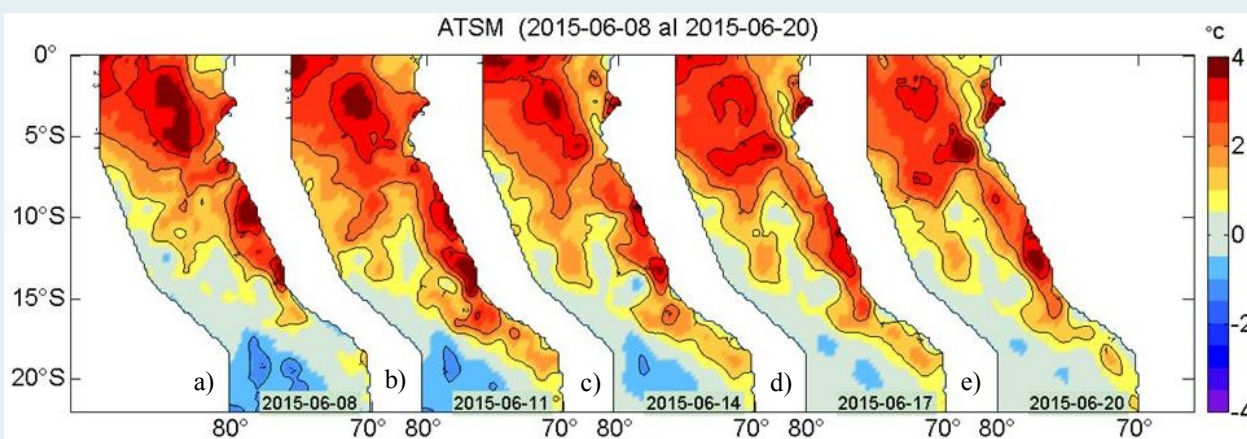 ATSM (2015-06-08 al 2015-06-20)
°C
0°
5°S
10°S
15°S
20°S
4
2
0
-2
-4
a) b) c) d) e)
2015-06-08 2015-06-11 2015-06-14 2015-06-17 2015-06-20
80° 70° 80° 70° 80° 70° 80° 70° 80° 70°